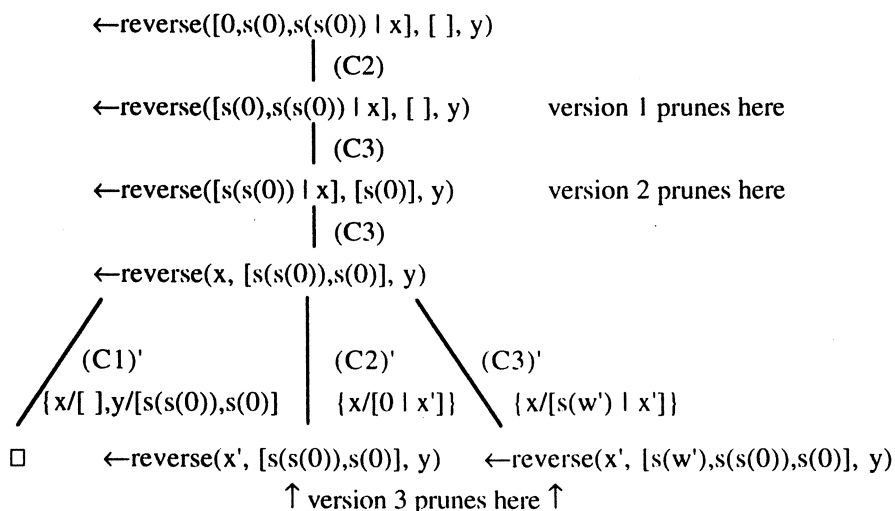 ←reverse([0,s(0),s(s(0)) | x], [ ], y)
(C2)
←reverse([s(0),s(s(0)) | x], [ ], y) version 1 prunes here
(C3)
←reverse([s(s(0)) | x], [s(0)], y) version 2 prunes here
(C3)
←reverse(x, [s(s(0)),s(0)], y)
(C1)' (C2)' (C3)'
{x/[ ],y/[s(s(0)),s(0)] {x/[0 | x']} {x/[s(w') | x']}
□ ←reverse(x', [s(s(0)),s(0)], y) ←reverse(x', [s(w'),s(s(0)),s(0)], y)
↑ version 3 prunes here ↑